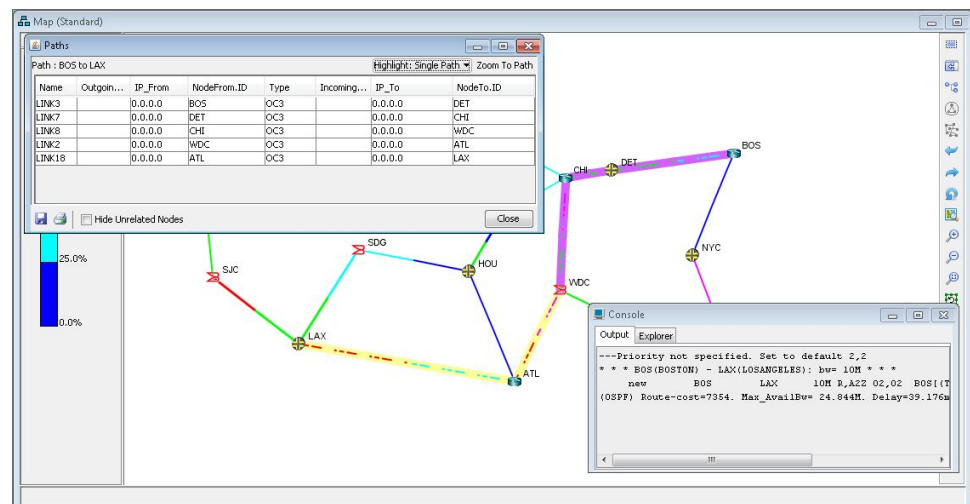 Map (Standard)
Paths
Path : BOS to LAX
Highlight: Single Path
Zoom To Path
Name Outgoin... IP_From NodeFrom.ID Type Incoming... IP_To NodeTo.ID
LINK3 0.0.0.0 BOS OC3 0.0.0.0 DET
LINK7 0.0.0.0 DET OC3 0.0.0.0 CHI
LINK8 0.0.0.0 CHI OC3 0.0.0.0 WDC
LINK2 0.0.0.0 WDC OC3 0.0.0.0 ATL
LINK18 0.0.0.0 ATL OC3 0.0.0.0 LAX
Hide Unrelated Nodes
Close
25.0%
0.0%
BOS
DET
CHI
NYC
SDG
HOU
SJC
WDC
LAX
ATL
Console
Output Explorer
---Priority not specified. Set to default 2,2
* * * BOS(BOSTON) - LAX(LOSANGELES): bw= 10M * * *
new BOS LAX 10M R,A2Z 02,02 BOS[(T
(OSPF) Route-cost=7354. Max_AvailBw= 24.844M. Delay=39.176m